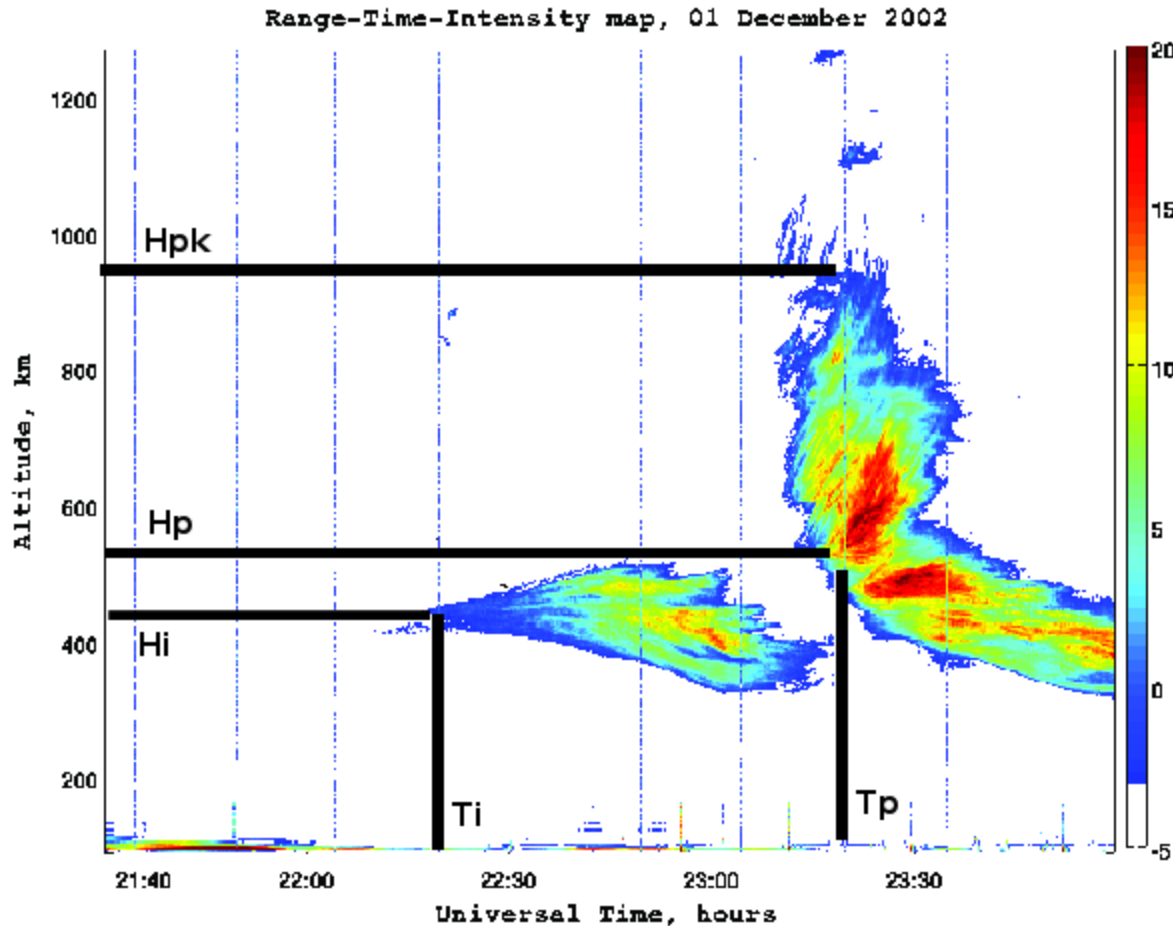 Range-Time-Intensity map, 01 December 2002
20
1200
15
Hpk
1000
Altitude, km
800
10
600
Hp
5
400
Hi
0
200
Ti
Tp
-5
21:40
22:00
22:30
23:00
23:30
Universal Time, hours